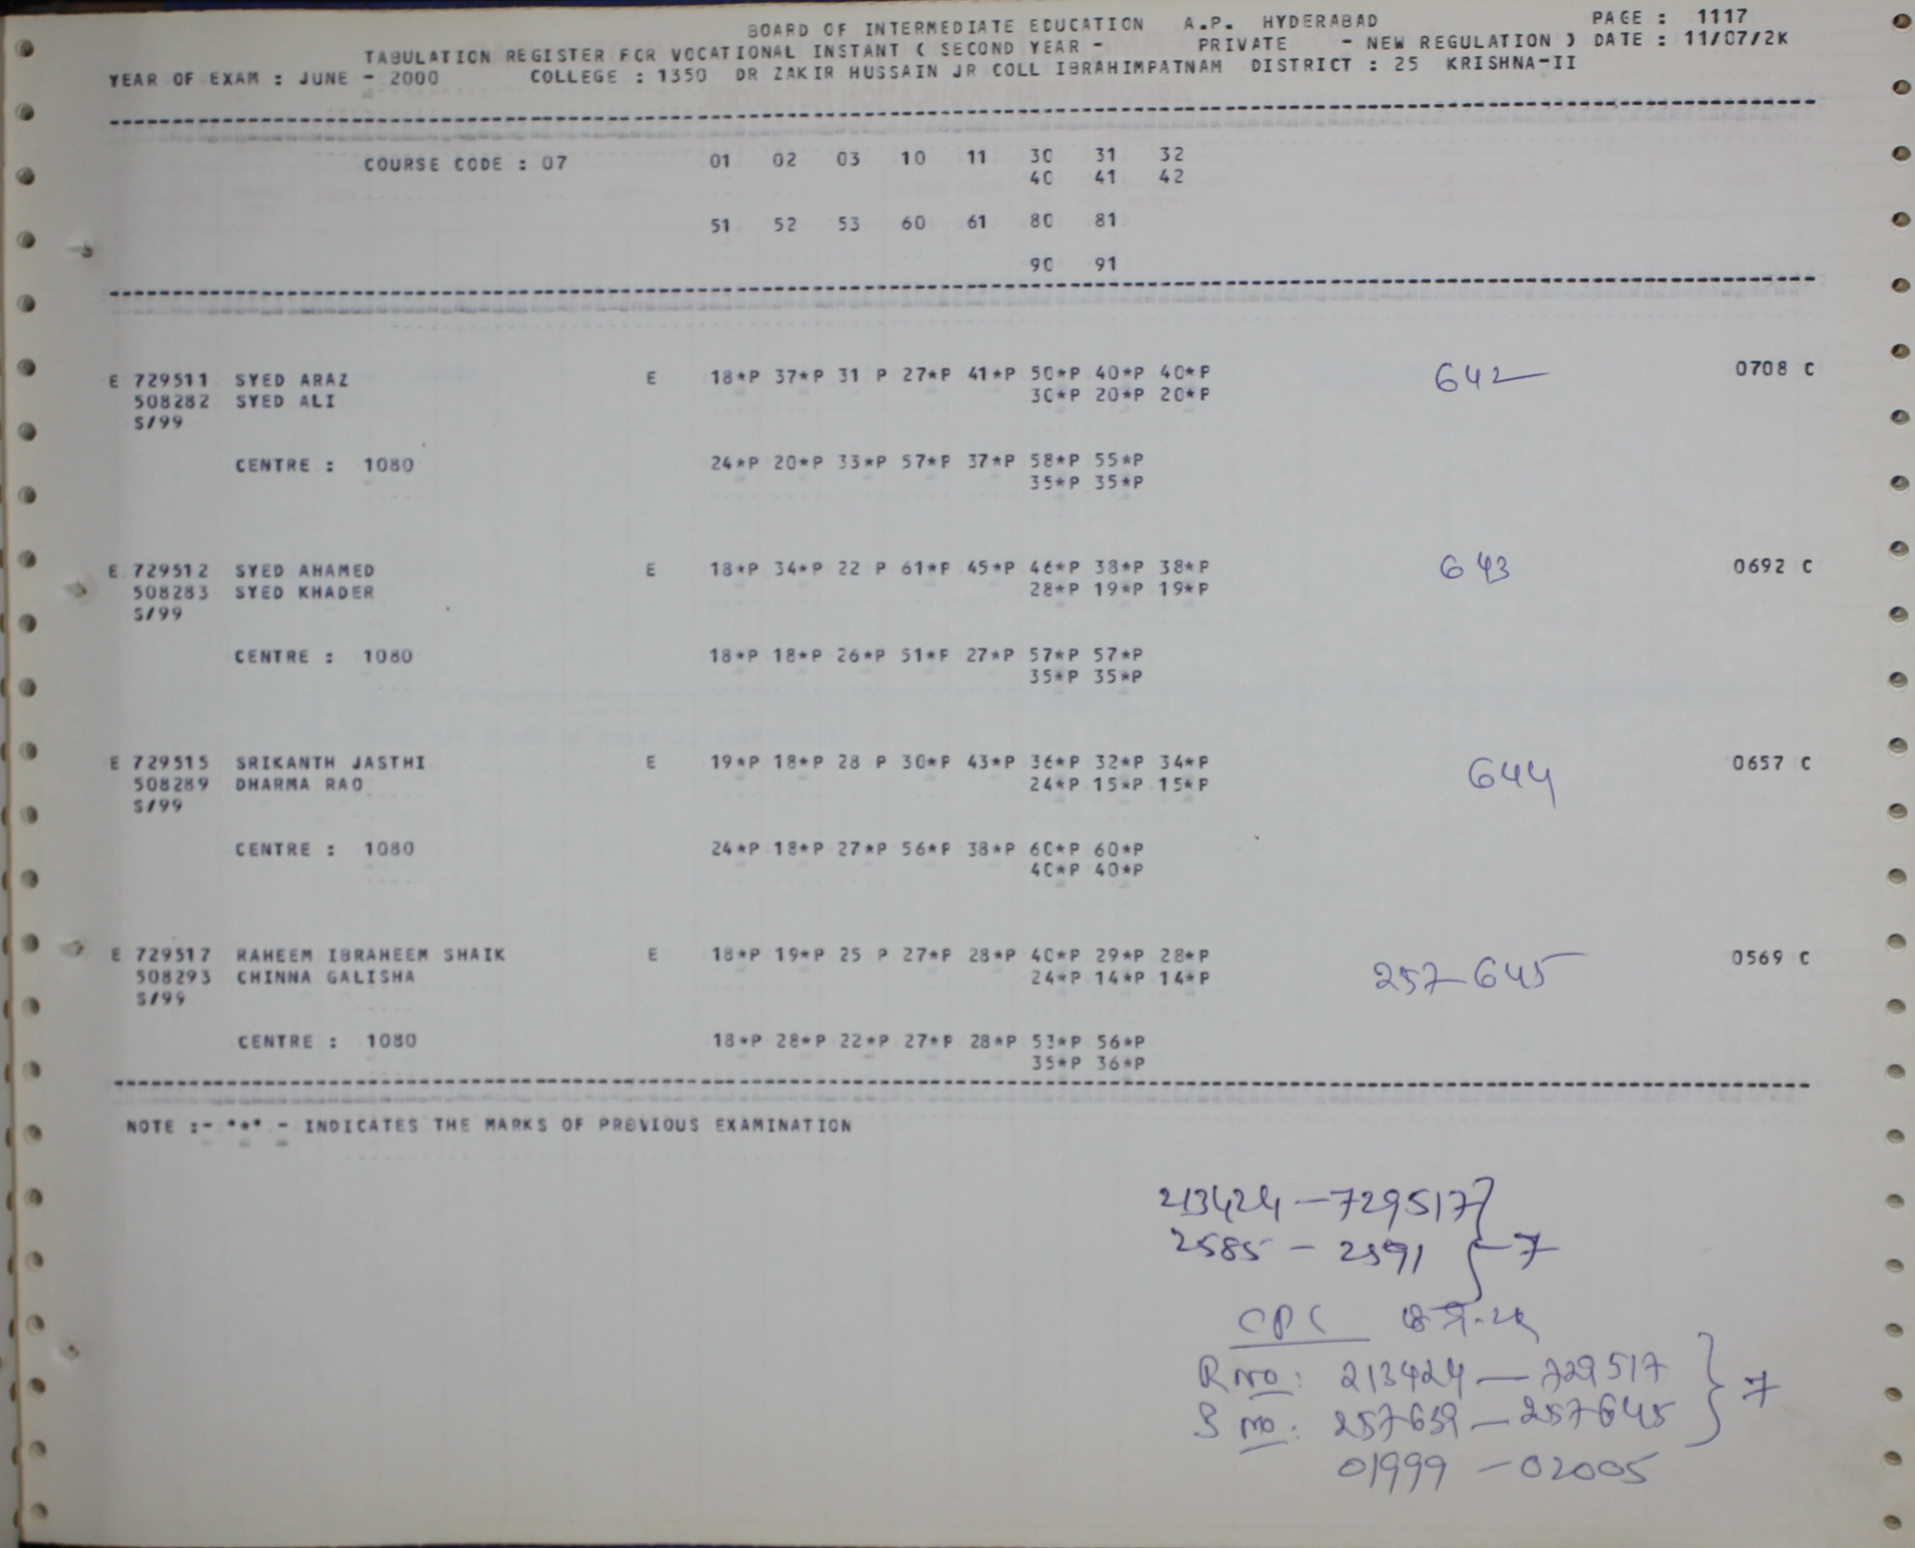 BOARD OF INTERMEDIATE EDUCATION A.P. HYDERABAD PAGE : 1117
TABULATION REGISTER FOR VOCATIONAL INSTANT ( SECOND YEAR - PRIVATE - NEW REGULATION ) DATE : 11/07/2K
YEAR OF EXAM : JUNE - 2000 COLLEGE : 1350 DR ZAKIR HUSSAIN JR COLL IBRAHIMPATNAM DISTRICT : 25 KRISHNA-II
COURSE CODE : 07 01 02 03 10 11 30 31 32
40 41 42
51 52 53 60 61 80 81
90 91
E 729511 SYED ARAZ E 18*P 37*P 31 P 27*P 41*P 50*P 40*P 40*P 642 0708 C
508282 SYED ALI 30*P 20*P 20*P
S/99
CENTRE : 1080 24*P 20*P 33*P 57*P 37*P 58*P 55*P
35*P 35*P
E 729512 SYED AHAMED E 18*P 34*P 22 P 61*P 45*P 46*P 38*P 38*P 643 0692 C
508283 SYED KHADER 28*P 19*P 19*P
S/99
CENTRE : 1080 18*P 18*P 26*P 51*P 27*P 57*P 57*P
35*P 35*P
E 729515 SRIKANTH JASTHI E 19*P 18*P 28 P 30*P 43*P 36*P 32*P 34*P 644 0657 C
508289 DHARMA RAO 24*P 15*P 15*P
S/99
CENTRE : 1080 24*P 18*P 27*P 56*P 38*P 60*P 60*P
40*P 40*P
E 729517 RAHEEM IBRAHEEM SHAIK E 18*P 19*P 25 P 27*P 28*P 40*P 29*P 28*P 257645 0569 C
508293 CHINNA GALISHA 24*P 14*P 14*P
S/99
CENTRE : 1080 18*P 28*P 22*P 27*P 28*P 53*P 56*P
35*P 36*P
NOTE :- "*" - INDICATES THE MARKS OF PREVIOUS EXAMINATION
213424 - 729517
2585 - 2591 } - 7
CPC
R no: 213424 - 729517
S no: 257639 - 257645 } 7
01999 - 02005